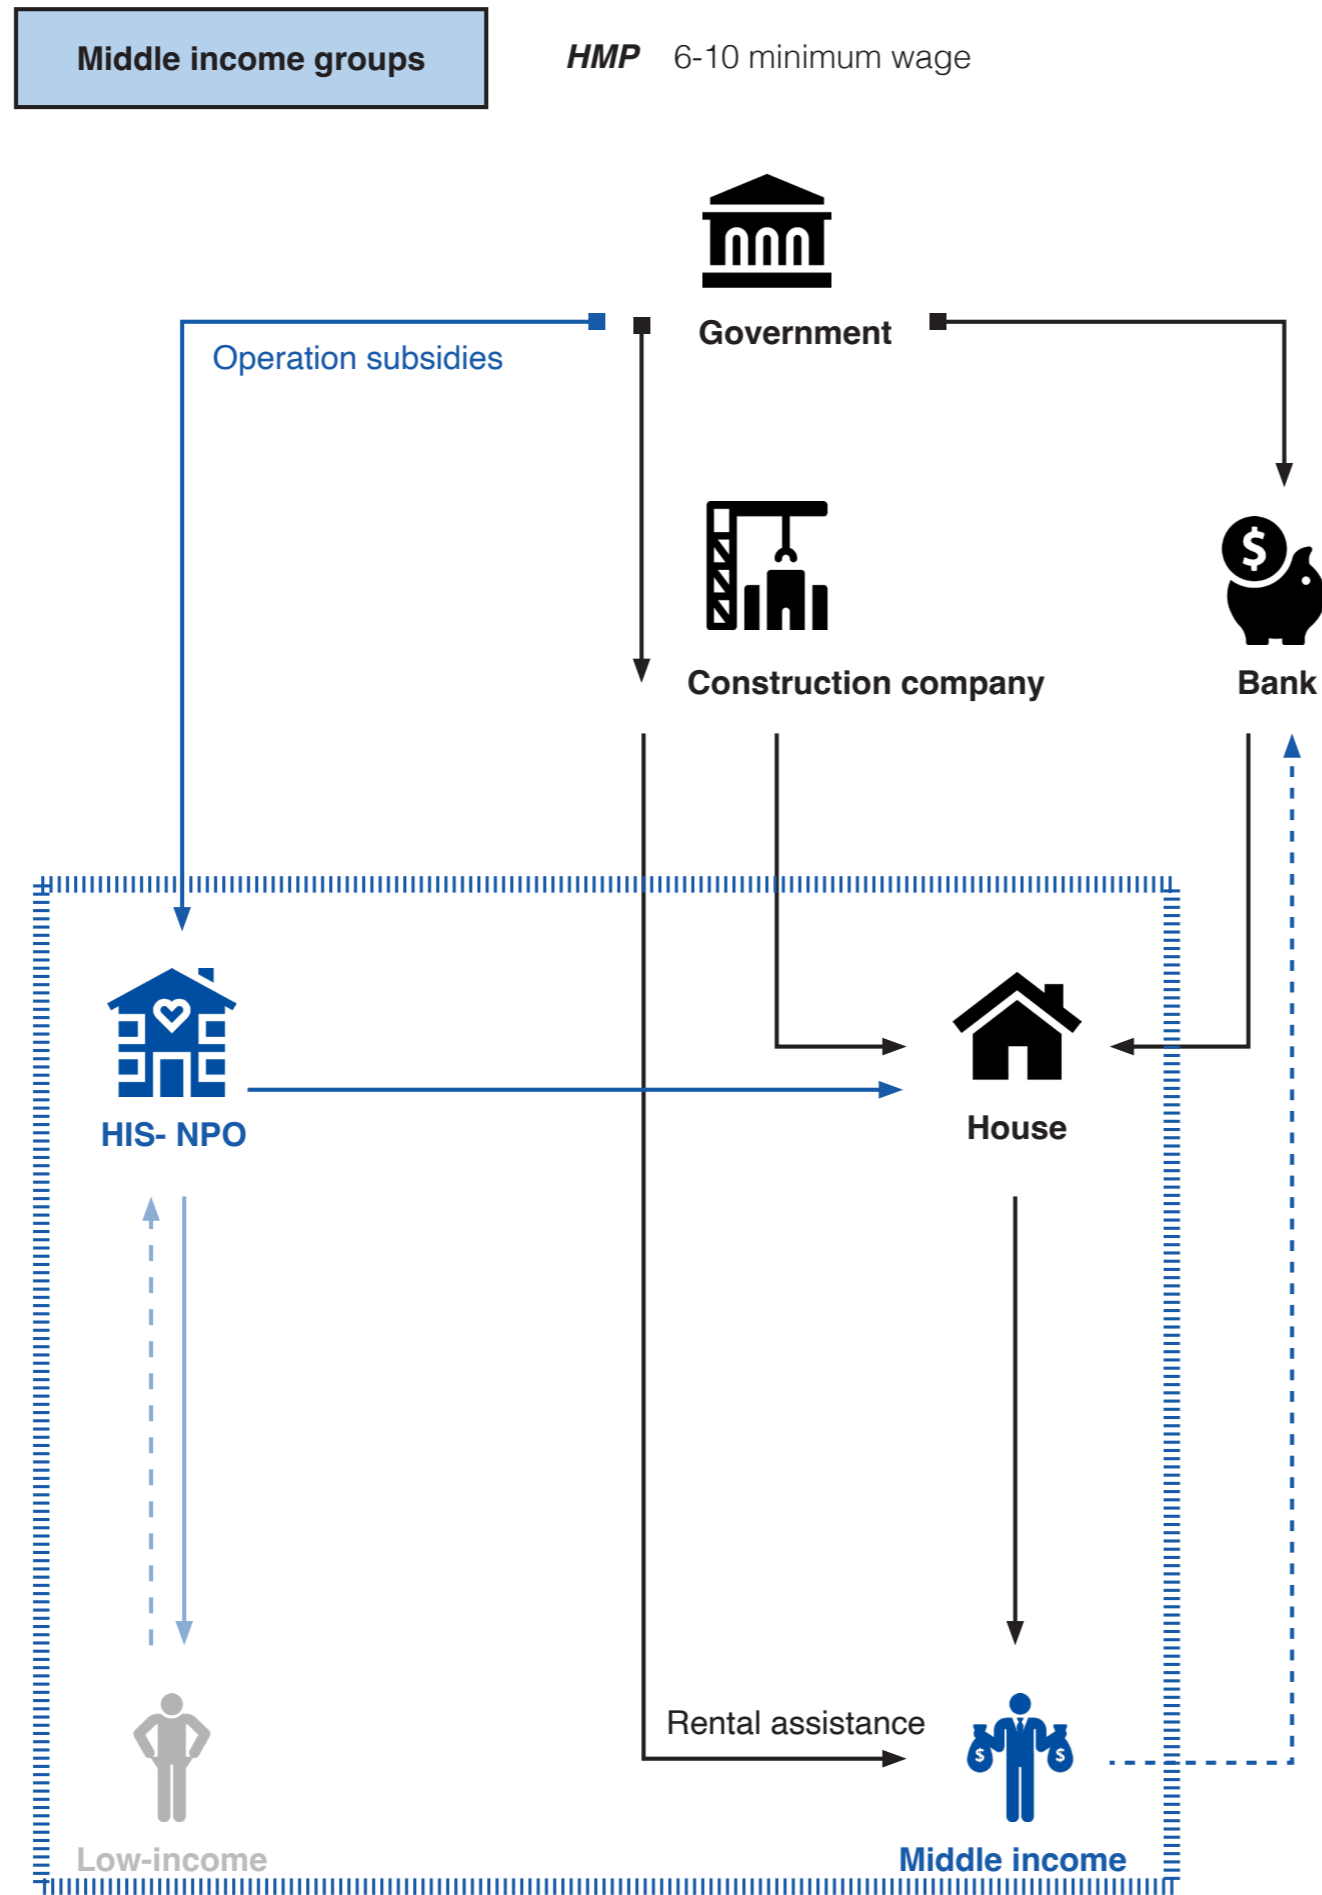 Middle income groups
HMP 6-10 minimum wage
Government
Operation subsidies
$
Construction company
Bank
HIS- NPO
House
Rental assistance
$ $
Low-income
Middle income